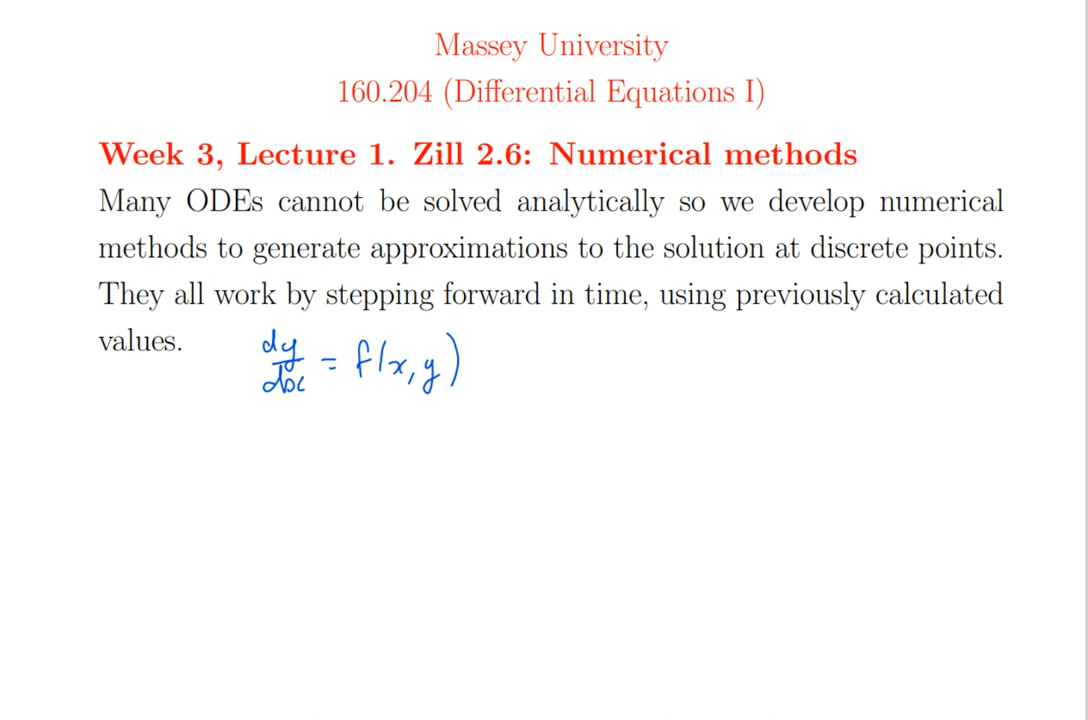 Massey University
160.204 (Differential Equations I)
Week 3, Lecture 1. Zill 2.6: Numerical methods
Many ODEs cannot be solved analytically so we develop numerical
methods to generate approximations to the solution at discrete points.
They all work by stepping forward in time, using previously calculated
values.
dy/dx = f(x, y)